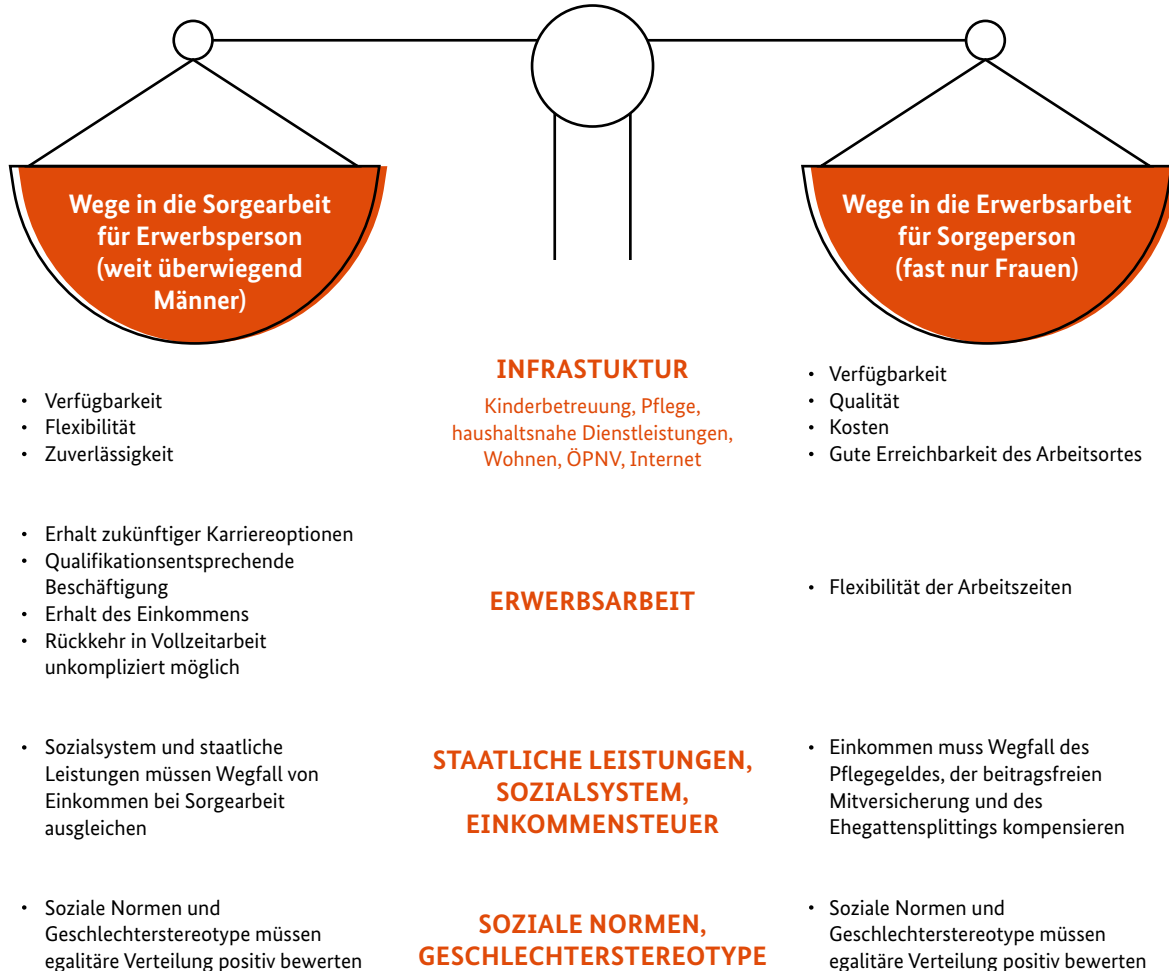 Wege in die Sorgearbeit
für Erwerbsperson
(weit überwiegend
Männer)
Wege in die Erwerbsarbeit
für Sorgeperson
(fast nur Frauen)
• Verfügbarkeit
• Flexibilität
• Zuverlässigkeit
INFRASTUKTUR
Kinderbetreuung, Pflege,
haushaltsnahe Dienstleistungen,
Wohnen, ÖPNV, Internet
• Verfügbarkeit
• Qualität
• Kosten
• Gute Erreichbarkeit des Arbeitsortes
• Erhalt zukünftiger Karriereoptionen
• Qualifikationsentsprechende
Beschäftigung
• Erhalt des Einkommens
• Rückkehr in Vollzeitarbeit
unkompliziert möglich
ERWERBSARBEIT
• Flexibilität der Arbeitszeiten
• Sozialsystem und staatliche
Leistungen müssen Wegfall von
Einkommen bei Sorgearbeit
ausgleichen
STAATLICHE LEISTUNGEN,
SOZIALSYSTEM,
EINKOMMENSTEUER
• Einkommen muss Wegfall des
Pflegegeldes, der beitragsfreien
Mitversicherung und des
Ehegattensplittings kompensieren
• Soziale Normen und
Geschlechterstereotype müssen
egalitäre Verteilung positiv bewerten
SOZIALE NORMEN,
GESCHLECHTERSTEREOTYPE
• Soziale Normen und
Geschlechterstereotype müssen
egalitäre Verteilung positiv bewerten